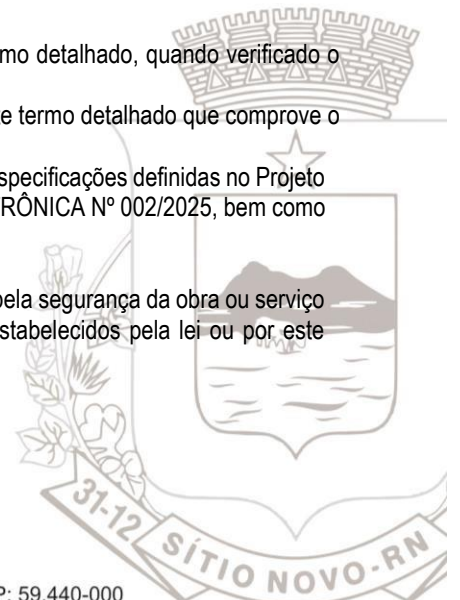 mo detalhado, quando verificado o
te termo detalhado que comprove o
specificações definidas no Projeto
RÔNICA Nº 002/2025, bem como
pela segurança da obra ou serviço
stabelecidos pela lei ou por este
31-12
SÍTIO NOVO-RN
P: 59.440-000